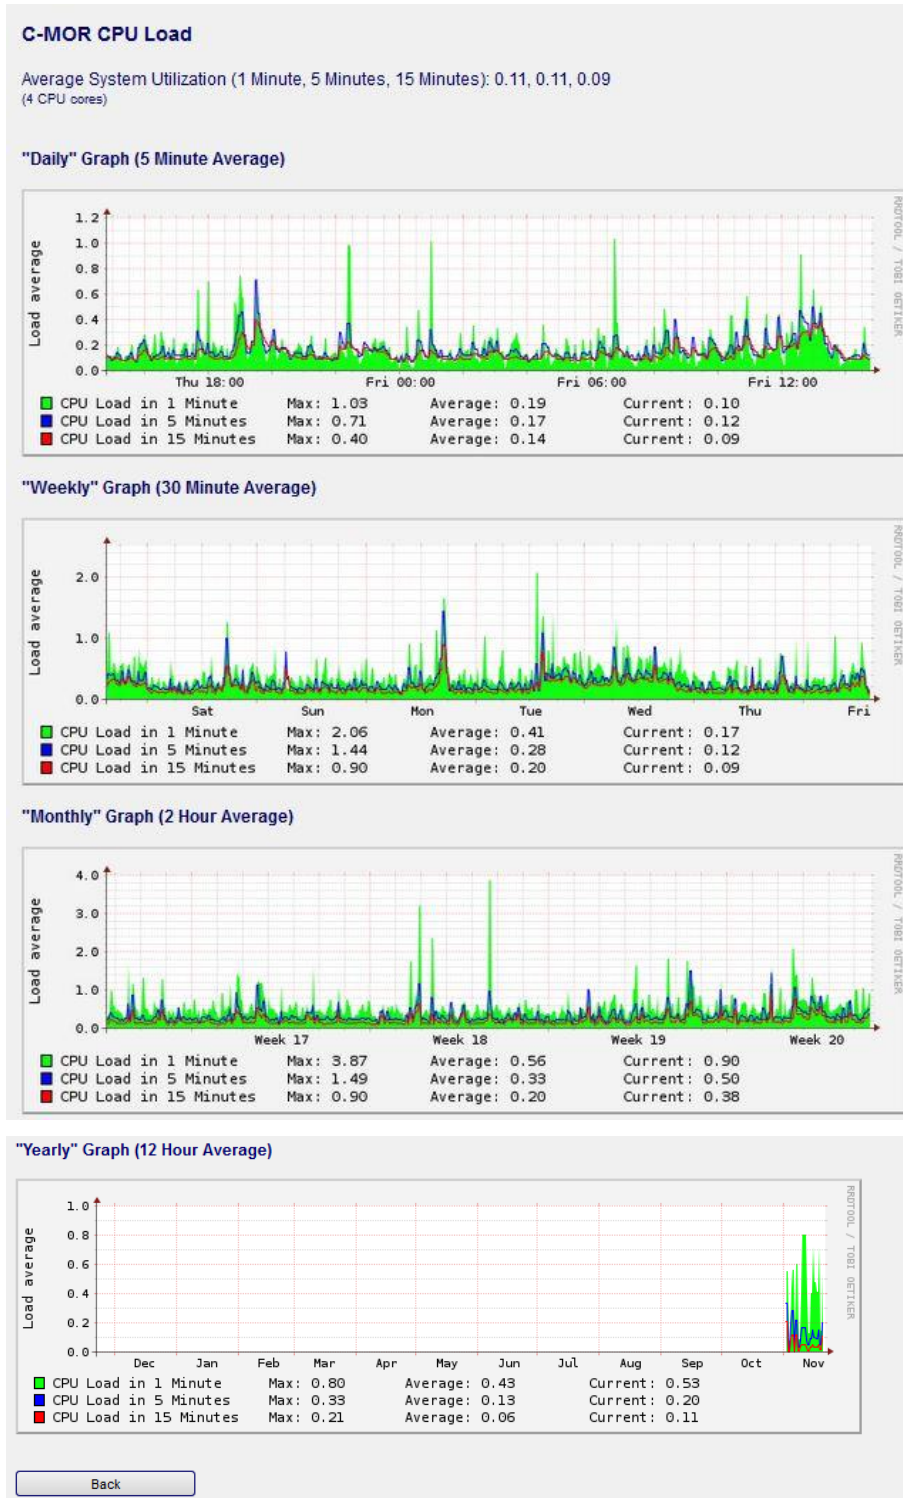 C-MOR CPU Load
Average System Utilization (1 Minute, 5 Minutes, 15 Minutes): 0.11, 0.11, 0.09
(4 CPU cores)
"Daily" Graph (5 Minute Average)
RRDTOOL / TOBI OETIKER
Load average
1.2
1.0
0.8
0.6
0.4
0.2
0.0
Thu 18:00 Fri 00:00 Fri 06:00 Fri 12:00
CPU Load in 1 Minute Max: 1.03 Average: 0.19 Current: 0.10
CPU Load in 5 Minutes Max: 0.71 Average: 0.17 Current: 0.12
CPU Load in 15 Minutes Max: 0.40 Average: 0.14 Current: 0.09
"Weekly" Graph (30 Minute Average)
RRDTOOL / TOBI OETIKER
Load average
2.0
1.0
0.0
Sat Sun Mon Tue Wed Thu Fri
CPU Load in 1 Minute Max: 2.06 Average: 0.41 Current: 0.17
CPU Load in 5 Minutes Max: 1.44 Average: 0.28 Current: 0.12
CPU Load in 15 Minutes Max: 0.90 Average: 0.20 Current: 0.09
"Monthly" Graph (2 Hour Average)
RRDTOOL / TOBI OETIKER
Load average
4.0
3.0
2.0
1.0
0.0
Week 17 Week 18 Week 19 Week 20
CPU Load in 1 Minute Max: 3.87 Average: 0.56 Current: 0.90
CPU Load in 5 Minutes Max: 1.49 Average: 0.33 Current: 0.50
CPU Load in 15 Minutes Max: 0.90 Average: 0.20 Current: 0.38
"Yearly" Graph (12 Hour Average)
RRDTOOL / TOBI OETIKER
Load average
1.0
0.8
0.6
0.4
0.2
0.0
Dec Jan Feb Mar Apr May Jun Jul Aug Sep Oct Nov
CPU Load in 1 Minute Max: 0.80 Average: 0.43 Current: 0.53
CPU Load in 5 Minutes Max: 0.33 Average: 0.13 Current: 0.20
CPU Load in 15 Minutes Max: 0.21 Average: 0.06 Current: 0.11
Back